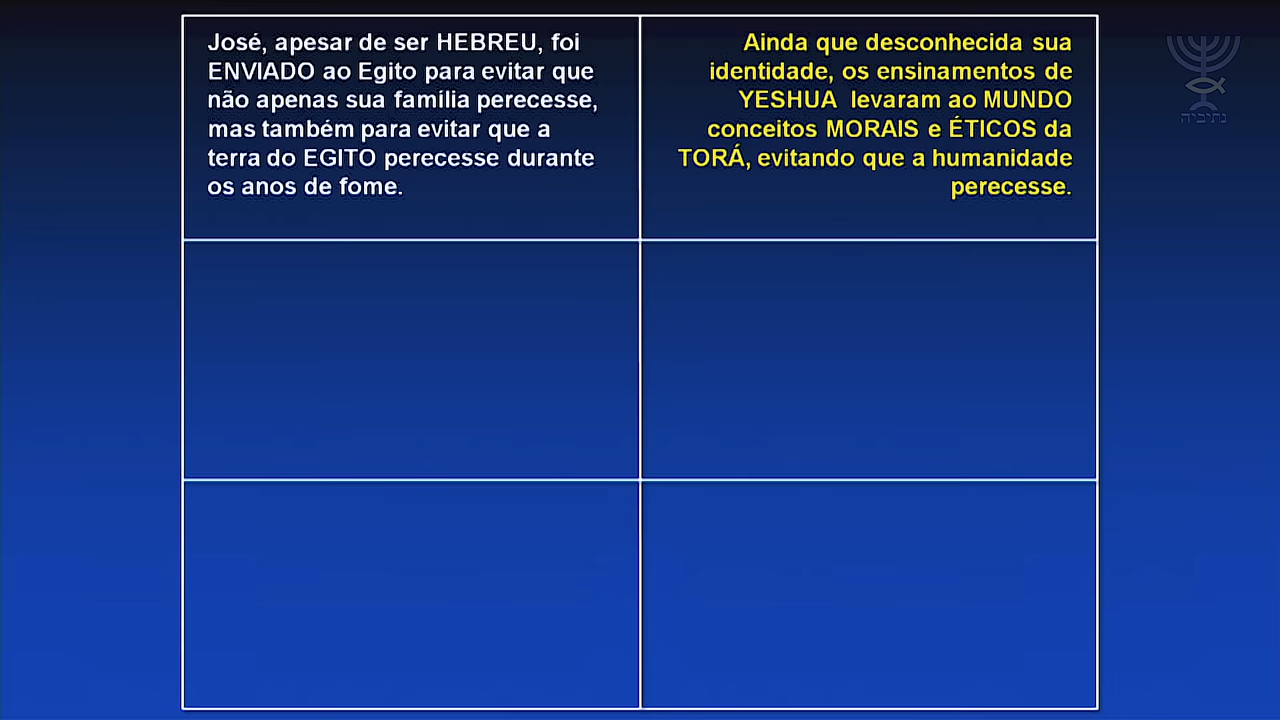 José, apesar de ser HEBREU, foi
ENVIADO ao Egito para evitar que
não apenas sua família perecesse,
mas também para evitar que a
terra do EGITO perecesse durante
os anos de fome.
Ainda que desconhecida sua
identidade, os ensinamentos de
YESHUA levaram ao MUNDO
conceitos MORAIS e ÉTICOS da
TORÁ, evitando que a humanidade
perecesse.
נתיביה